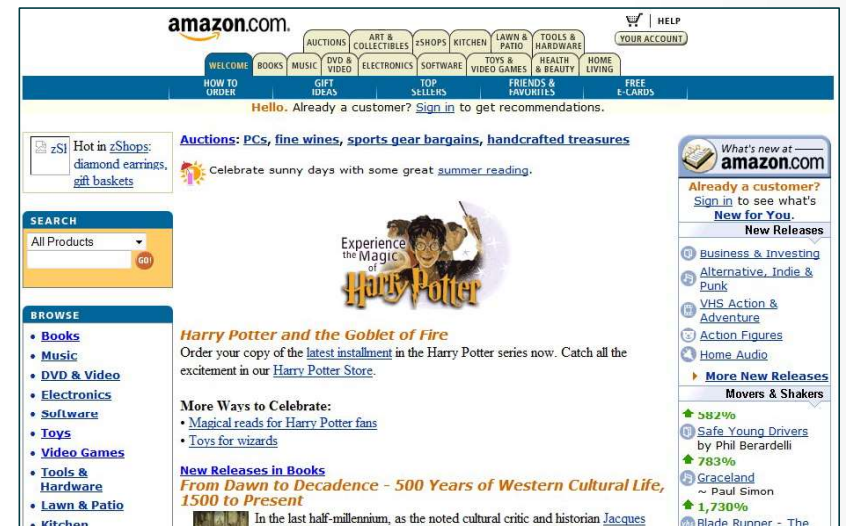 amazon.com.
HELP
YOUR ACCOUNT
AUCTIONS
ART &
COLLECTIBLES
zSHOPS
KITCHEN
LAWN &
PATIO
TOOLS &
HARDWARE
WELCOME
BOOKS
MUSIC
DVD &
VIDEO
ELECTRONICS
SOFTWARE
TOYS &
VIDEO GAMES
HEALTH
& BEAUTY
HOME
LIVING
HOW TO
ORDER
GIFT
IDEAS
TOP
SELLERS
FRIENDS &
FAVORITES
FREE
E-CARDS
Hello. Already a customer? Sign in to get recommendations.
zSl
Hot in zShops:
diamond earrings,
gift baskets
SEARCH
All Products
GO!
BROWSE
• Books
• Music
• DVD & Video
• Electronics
• Software
• Toys
• Video Games
• Tools &
Hardware
• Lawn & Patio
• Kitchen
Auctions: PCs, fine wines, sports gear bargains, handcrafted treasures
Celebrate sunny days with some great summer reading.
Experience
the Magic
of
Harry Potter
Harry Potter and the Goblet of Fire
Order your copy of the latest installment in the Harry Potter series now. Catch all the
excitement in our Harry Potter Store.
More Ways to Celebrate:
• Magical reads for Harry Potter fans
• Toys for wizards
New Releases in Books
From Dawn to Decadence - 500 Years of Western Cultural Life,
1500 to Present
In the last half-millennium, as the noted cultural critic and historian Jacques
What's new at
amazon.com
Already a customer?
Sign in to see what's
New for You.
New Releases
Business & Investing
Alternative, Indie &
Punk
VHS Action &
Adventure
Action Figures
Home Audio
More New Releases
Movers & Shakers
582%
Safe Young Drivers
by Phil Berardelli
783%
Graceland
~ Paul Simon
1,730%
Blade Runner - The